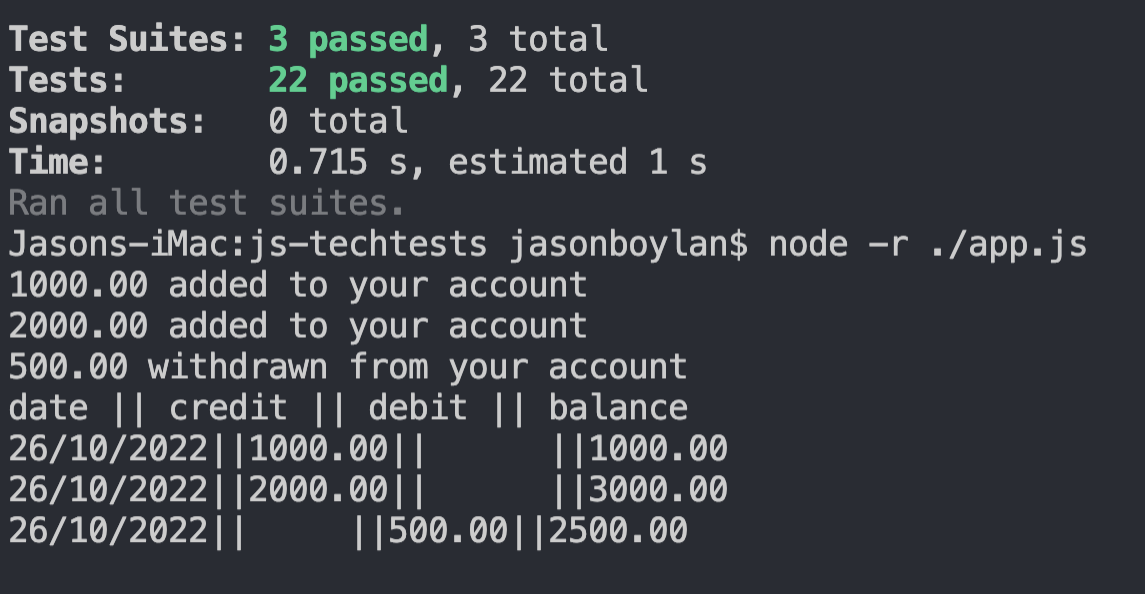 Test Suites: 3 passed, 3 total
Tests:       22 passed, 22 total
Snapshots:   0 total
Time:        0.715 s, estimated 1 s
Ran all test suites.
Jasons-iMac:js-techtests jasonboylan$ node -r ./app.js
1000.00 added to your account
2000.00 added to your account
500.00 withdrawn from your account
date || credit || debit || balance
26/10/2022||1000.00||      ||1000.00
26/10/2022||2000.00||      ||3000.00
26/10/2022||     ||500.00||2500.00